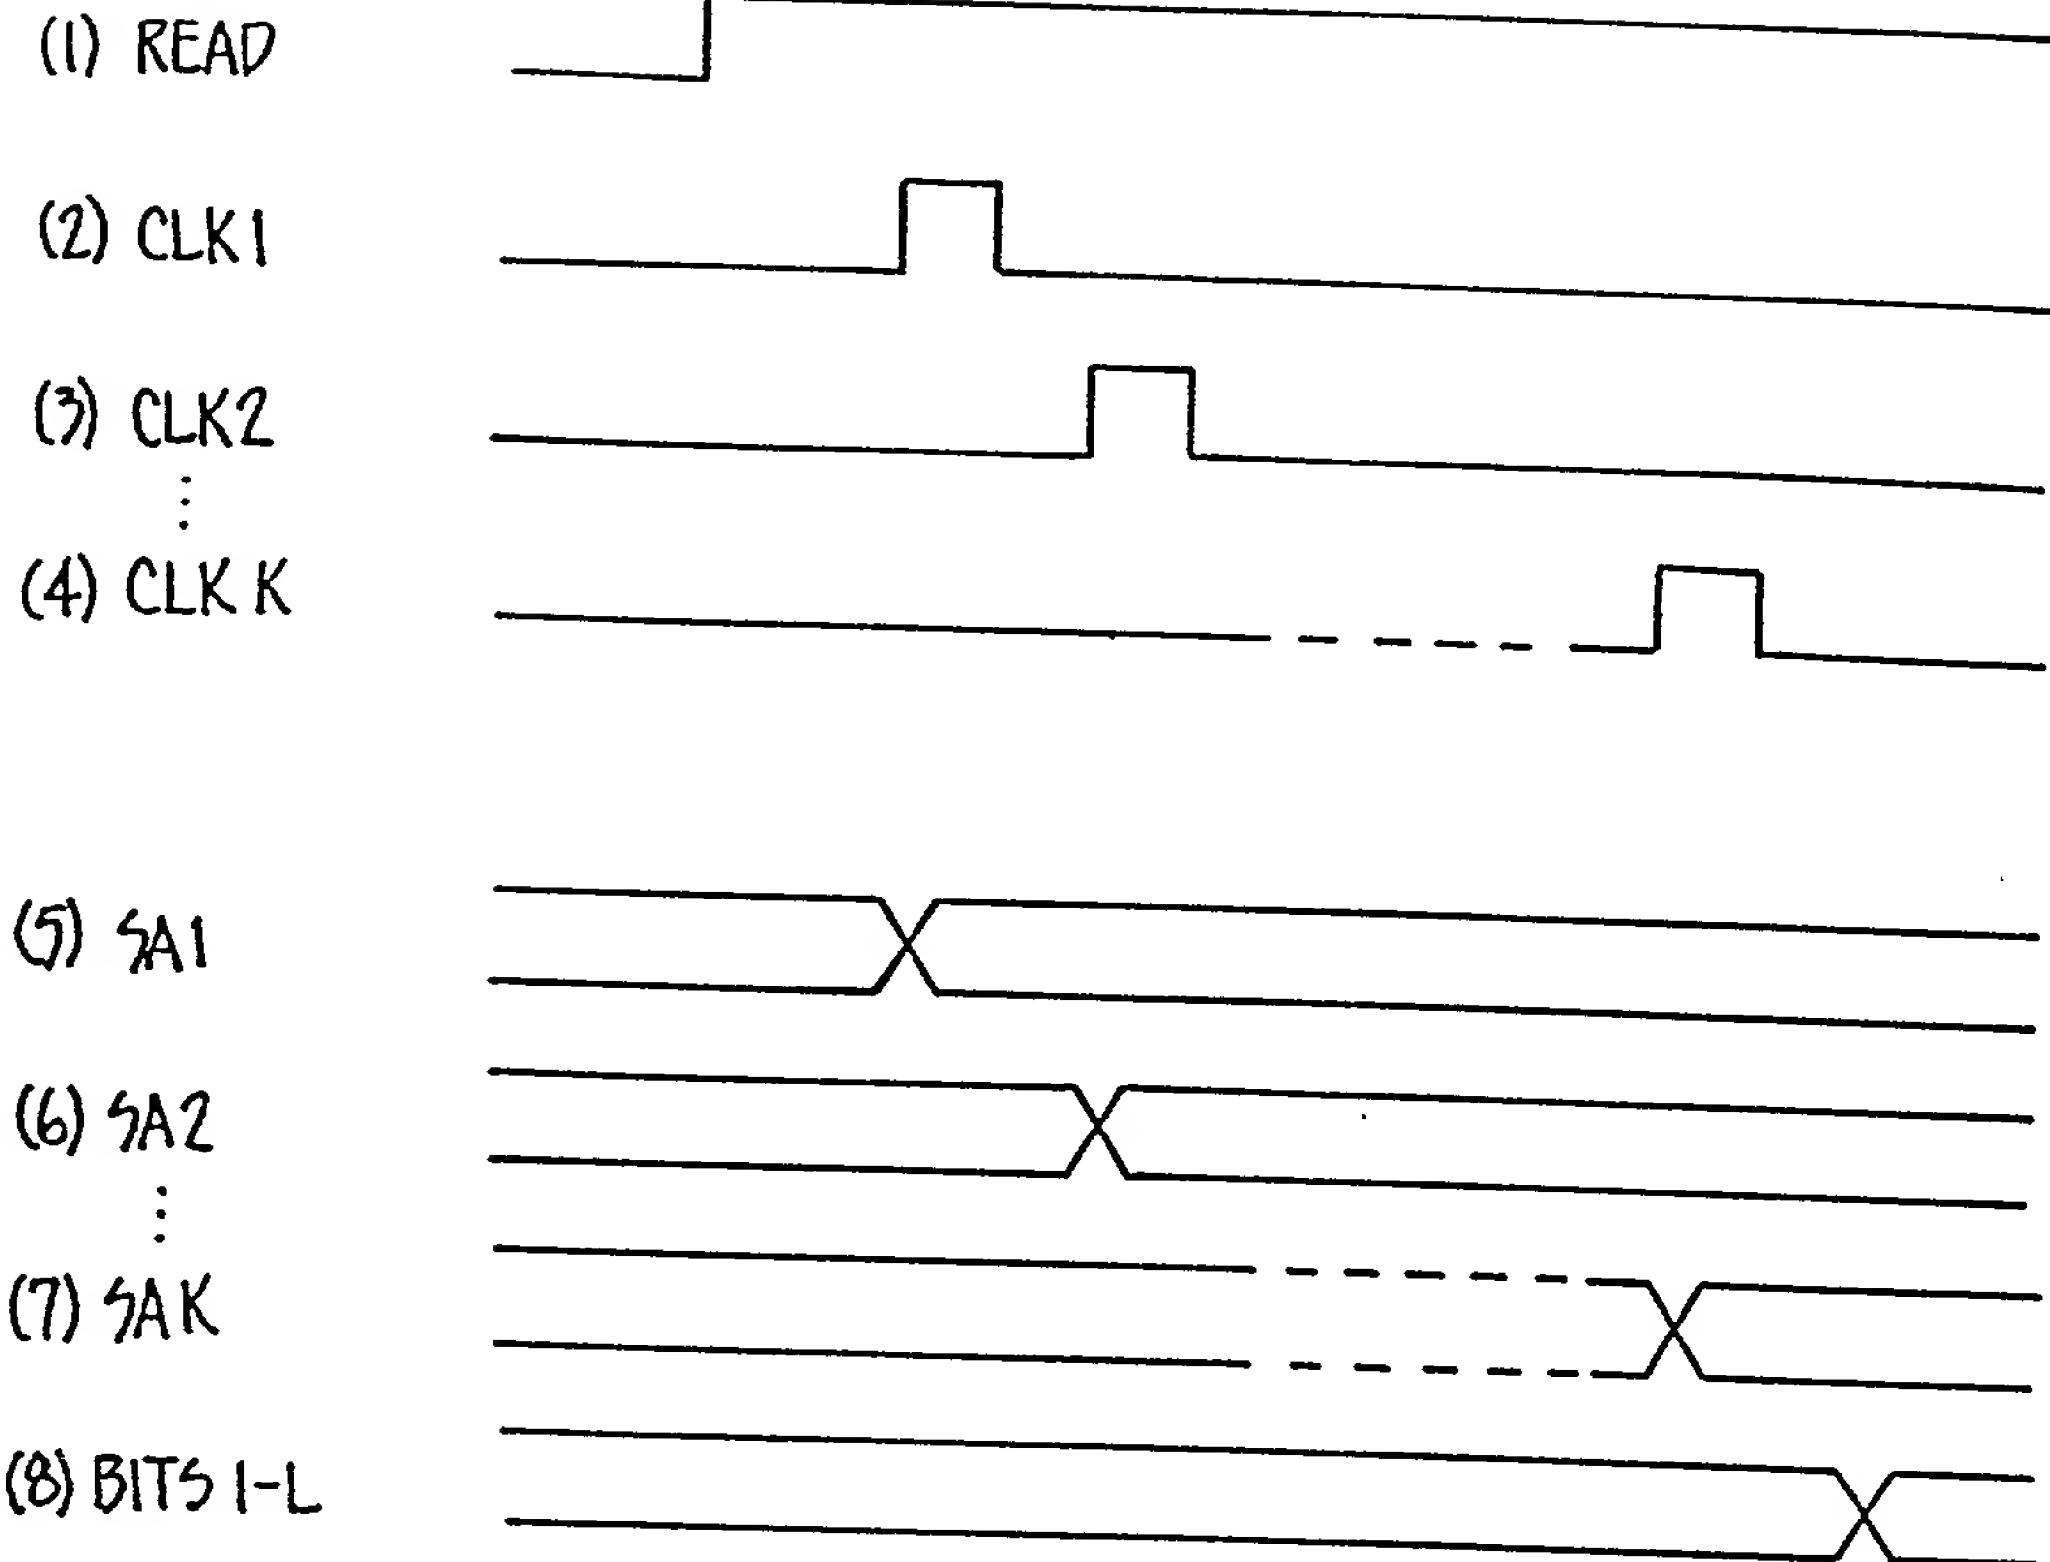 (1) READ
(2) CLK1
(3) CLK2
(4) CLK K
(5) SA1
(6) SA2
(7) SAK
(8) BITS 1-L